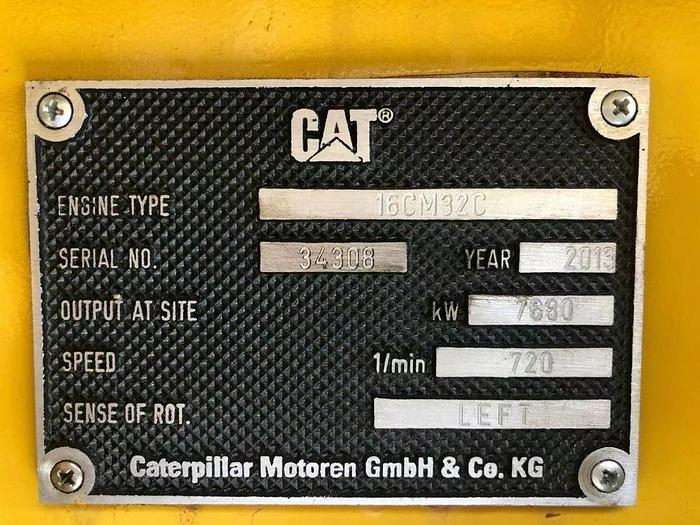 CAT®
ENGINE TYPE 16CM32C
SERIAL NO. 34308 YEAR 2013
OUTPUT AT SITE kW 7680
SPEED 1/min 720
SENSE OF ROT. LEFT
Caterpillar Motoren GmbH & Co. KG